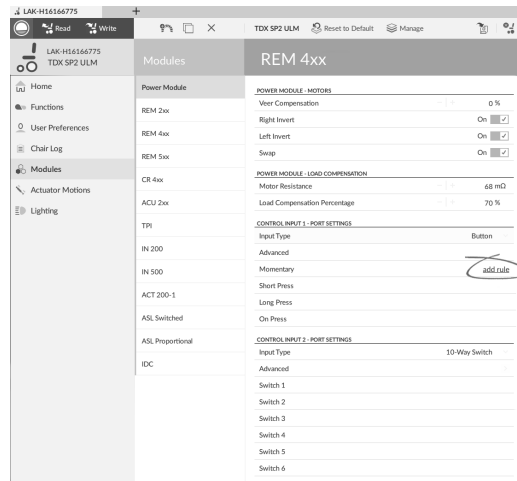 LAK-H16166775
+
Read Write TDX SP2 ULM Reset to Default Manage
LAK-H16166775
TDX SP2 ULM
Modules
REM 4xx
Home
Functions
User Preferences
Chair Log
Modules
Actuator Motions
Lighting
Power Module
REM 2xx
REM 4xx
REM 5xx
CR 4xx
ACU 2xx
TPI
IN 200
IN 500
ACT 200-1
ASL Switched
ASL Proportional
IDC
POWER MODULE - MOTORS
Veer Compensation 0 %
Right Invert On
Left Invert On
Swap On
POWER MODULE - LOAD COMPENSATION
Motor Resistance 68 mΩ
Load Compensation Percentage 70 %
CONTROL INPUT 1 - PORT SETTINGS
Input Type Button
Advanced
Momentary add rule
Short Press
Long Press
On Press
CONTROL INPUT 2 - PORT SETTINGS
Input Type 10-Way Switch
Advanced
Switch 1
Switch 2
Switch 3
Switch 4
Switch 5
Switch 6